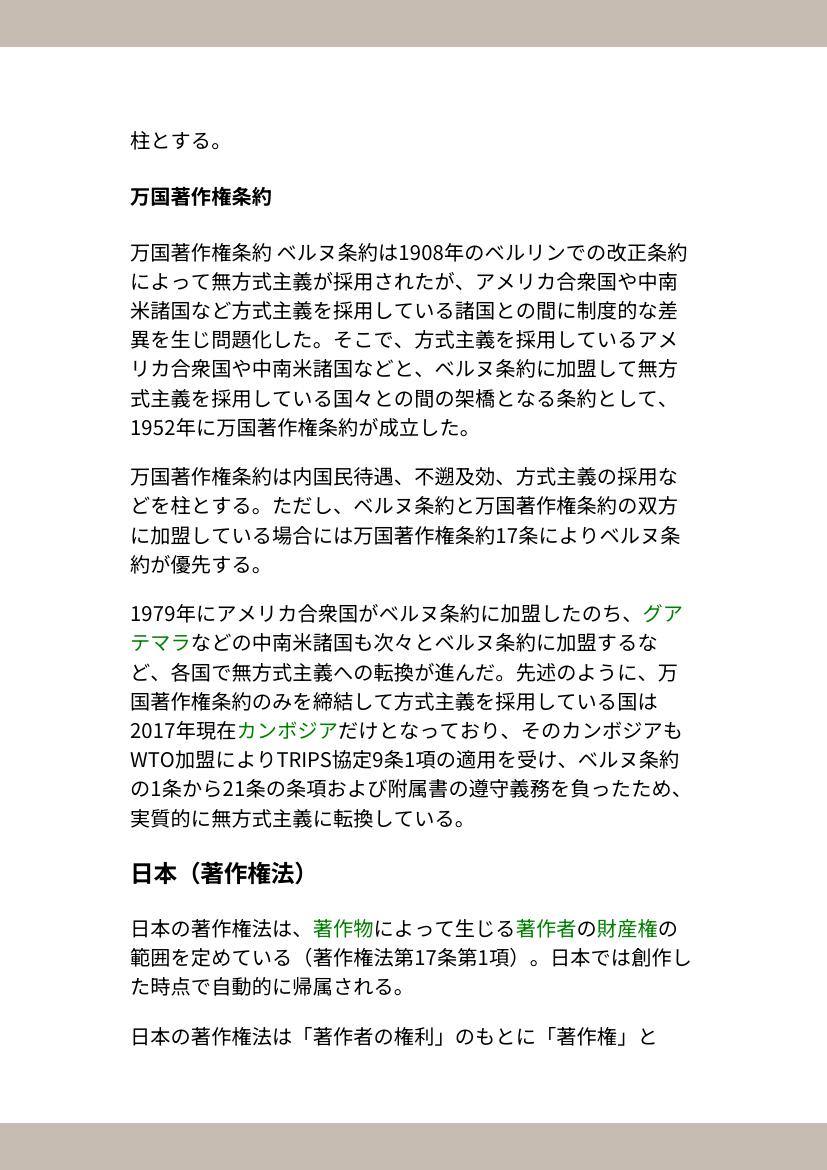 柱とする。
万国著作権条約
万国著作権条約 ベルヌ条約は1908年のベルリンでの改正条約
によって無方式主義が採用されたが、アメリカ合衆国や中南
米諸国など方式主義を採用している諸国との間に制度的な差
異を生じ問題化した。そこで、方式主義を採用しているアメ
リカ合衆国や中南米諸国などと、ベルヌ条約に加盟して無方
式主義を採用している国々との間の架橋となる条約として、
1952年に万国著作権条約が成立した。
万国著作権条約は内国民待遇、不遡及効、方式主義の採用な
どを柱とする。ただし、ベルヌ条約と万国著作権条約の双方
に加盟している場合には万国著作権条約17条によりベルヌ条
約が優先する。
1979年にアメリカ合衆国がベルヌ条約に加盟したのち、グア
テマラなどの中南米諸国も次々とベルヌ条約に加盟するな
ど、各国で無方式主義への転換が進んだ。先述のように、万
国著作権条約のみを締結して方式主義を採用している国は
2017年現在カンボジアだけとなっており、そのカンボジアも
WTO加盟によりTRIPS協定9条1項の適用を受け、ベルヌ条約
の1条から21条の条項および附属書の遵守義務を負ったため、
実質的に無方式主義に転換している。
日本（著作権法）
日本の著作権法は、著作物によって生じる著作者の財産権の
範囲を定めている（著作権法第17条第1項）。日本では創作し
た時点で自動的に帰属される。
日本の著作権法は「著作者の権利」のもとに「著作権」と